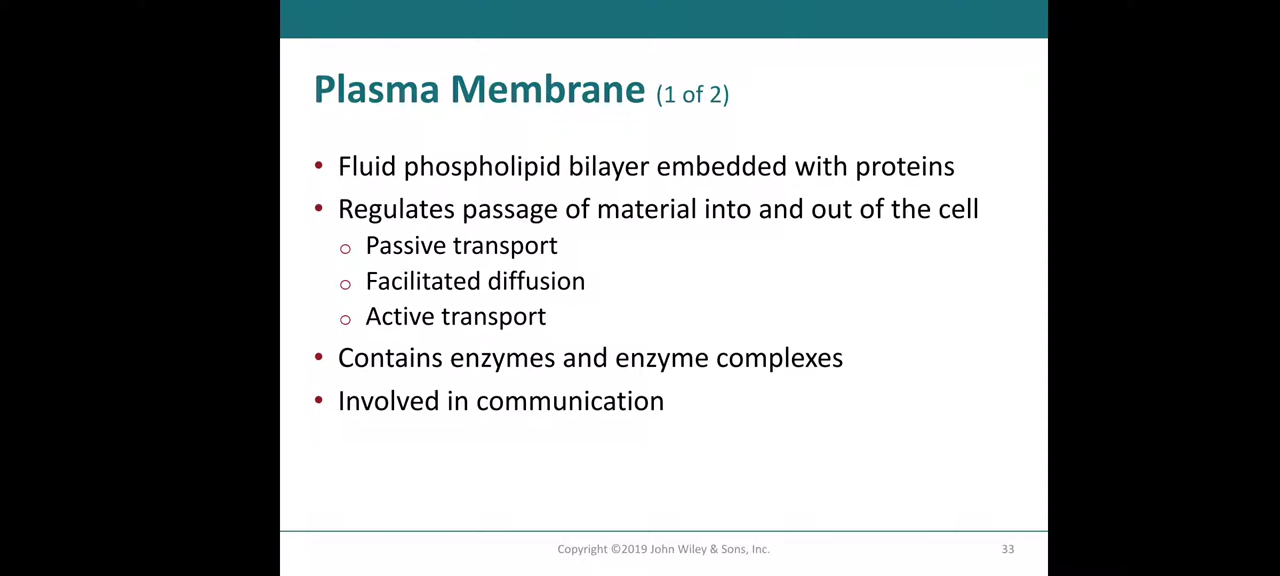 Plasma Membrane (1 of 2)
• Fluid phospholipid bilayer embedded with proteins
• Regulates passage of material into and out of the cell
o Passive transport
o Facilitated diffusion
o Active transport
• Contains enzymes and enzyme complexes
• Involved in communication
Copyright ©2019 John Wiley & Sons, Inc. 33